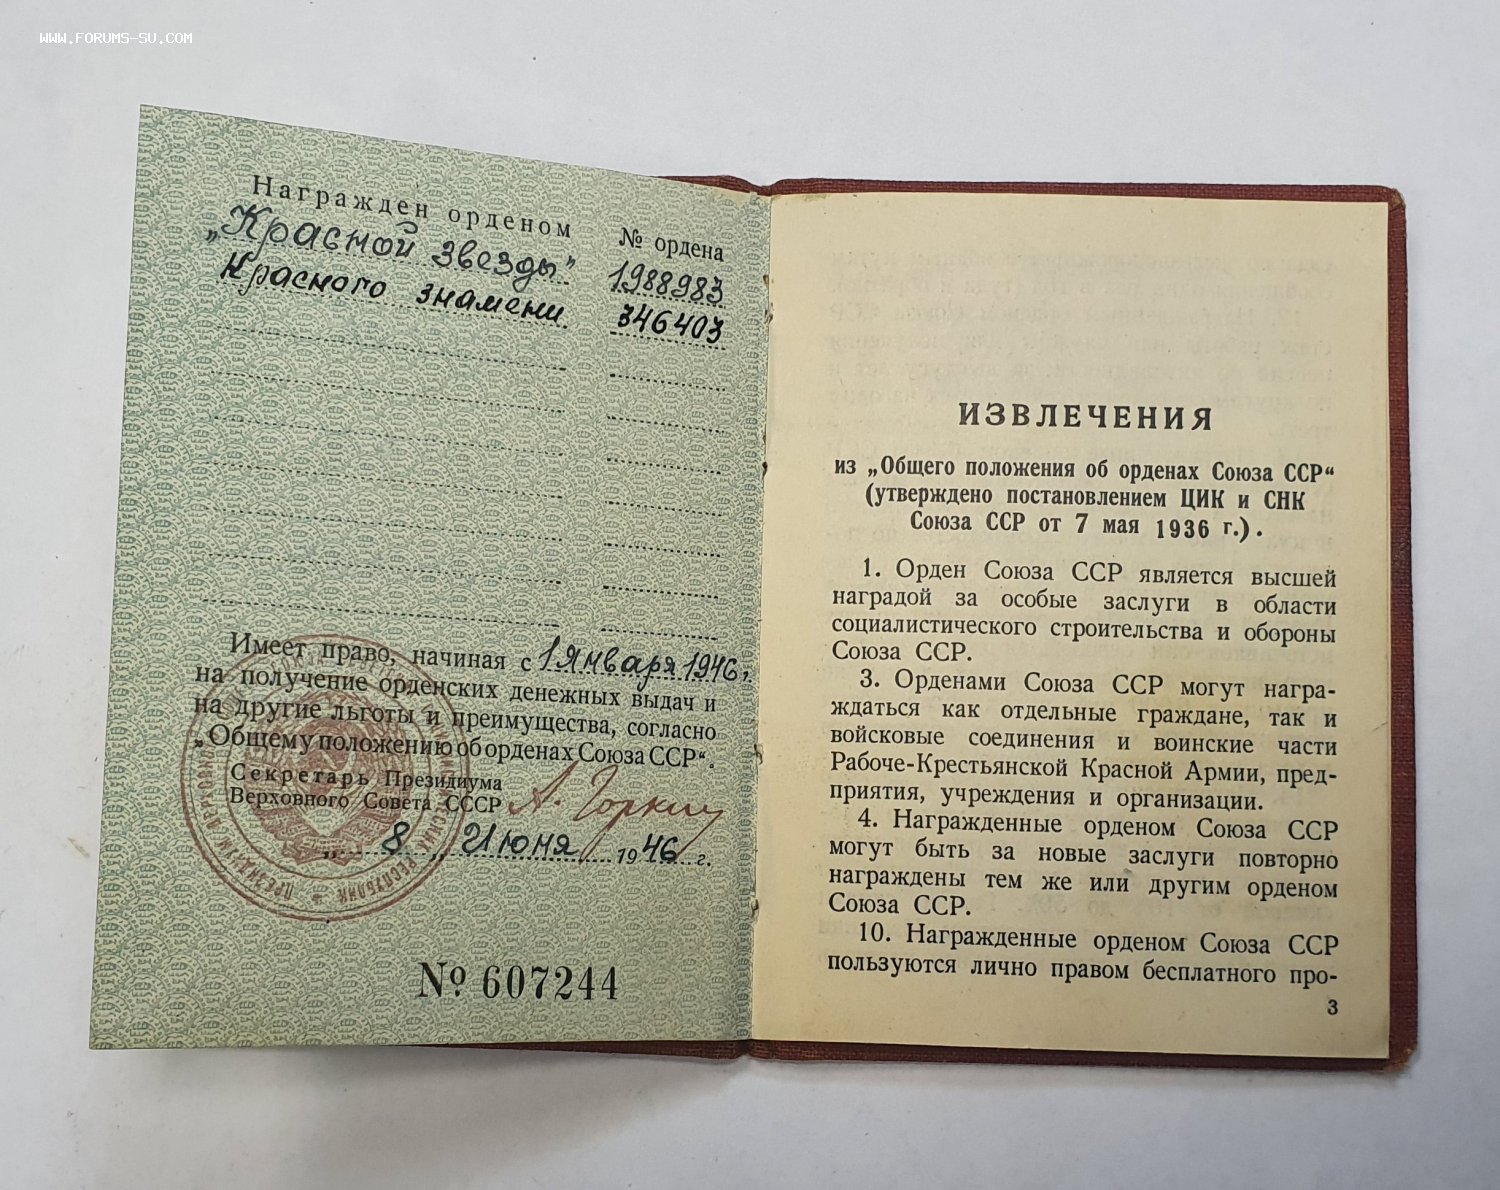 WWW.FORUMS-SU.COM
Награжден орденом
№ ордена
„Красной звезды" 1988983
Красного знамени 346403
Имеет право, начиная с 1 января 1946 г.
на получение орденских денежных выдач и
на другие льготы и преимущества, согласно
„Общему положению об орденах Союза ССР".
Секретарь Президиума
Верховного Совета СССР А. Горкин
„ 8 „ Июня 1946 г.
№ 607244
ИЗВЛЕЧЕНИЯ
из „Общего положения об орденах Союза ССР"
(утверждено постановлением ЦИК и СНК
Союза ССР от 7 мая 1936 г.).
1. Орден Союза ССР является высшей
наградой за особые заслуги в области
социалистического строительства и обороны
Союза ССР.
3. Орденами Союза ССР могут награ-
ждаться как отдельные граждане, так и
войсковые соединения и воинские части
Рабоче-Крестьянской Красной Армии, пред-
приятия, учреждения и организации.
4. Награжденные орденом Союза ССР
могут быть за новые заслуги повторно
награждены тем же или другим орденом
Союза ССР.
10. Награжденные орденом Союза ССР
пользуются лично правом бесплатного про-
3